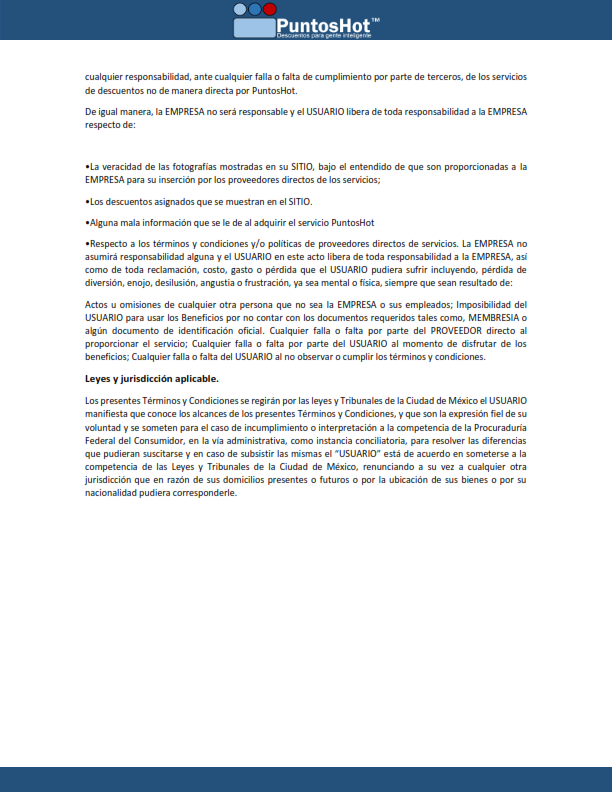 PuntosHot™
Descuentos para gente inteligente
cualquier responsabilidad, ante cualquier falla o falta de cumplimiento por parte de terceros, de los servicios
de descuentos no de manera directa por PuntosHot.
De igual manera, la EMPRESA no será responsable y el USUARIO libera de toda responsabilidad a la EMPRESA
respecto de:
•La veracidad de las fotografías mostradas en su SITIO, bajo el entendido de que son proporcionadas a la
EMPRESA para su inserción por los proveedores directos de los servicios;
•Los descuentos asignados que se muestran en el SITIO.
•Alguna mala información que se le de al adquirir el servicio PuntosHot
•Respecto a los términos y condiciones y/o políticas de proveedores directos de servicios. La EMPRESA no
asumirá responsabilidad alguna y el USUARIO en este acto libera de toda responsabilidad a la EMPRESA, así
como de toda reclamación, costo, gasto o pérdida que el USUARIO pudiera sufrir incluyendo, pérdida de
diversión, enojo, desilusión, angustia o frustración, ya sea mental o física, siempre que sean resultado de:
Actos u omisiones de cualquier otra persona que no sea la EMPRESA o sus empleados; Imposibilidad del
USUARIO para usar los Beneficios por no contar con los documentos requeridos tales como, MEMBRESIA o
algún documento de identificación oficial. Cualquier falla o falta por parte del PROVEEDOR directo al
proporcionar el servicio; Cualquier falla o falta por parte del USUARIO al momento de disfrutar de los
beneficios; Cualquier falla o falta del USUARIO al no observar o cumplir los términos y condiciones.
Leyes y jurisdicción aplicable.
Los presentes Términos y Condiciones se regirán por las leyes y Tribunales de la Ciudad de México el USUARIO
manifiesta que conoce los alcances de los presentes Términos y Condiciones, y que son la expresión fiel de su
voluntad y se someten para el caso de incumplimiento o interpretación a la competencia de la Procuraduría
Federal del Consumidor, en la vía administrativa, como instancia conciliatoria, para resolver las diferencias
que pudieran suscitarse y en caso de subsistir las mismas el “USUARIO” está de acuerdo en someterse a la
competencia de las Leyes y Tribunales de la Ciudad de México, renunciando a su vez a cualquier otra
jurisdicción que en razón de sus domicilios presentes o futuros o por la ubicación de sus bienes o por su
nacionalidad pudiera corresponderle.